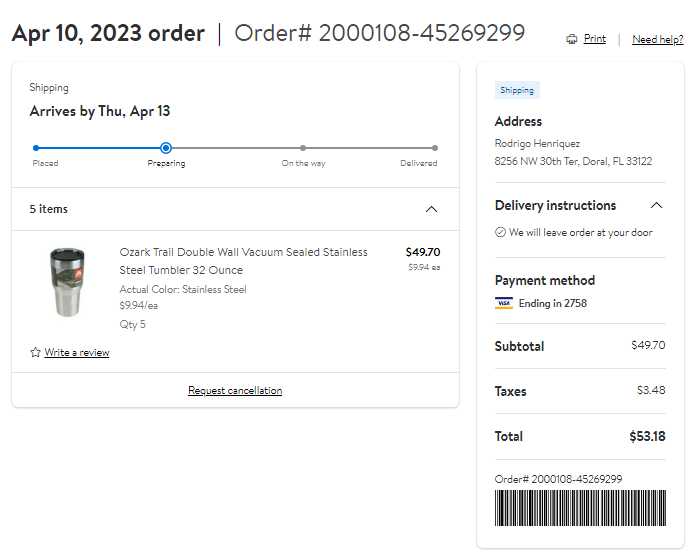 Apr 10, 2023 order | Order# 2000108-45269299
Print | Need help?
Shipping
Arrives by Thu, Apr 13
Placed Preparing On the way Delivered
5 items
Ozark Trail Double Wall Vacuum Sealed Stainless $49.70
Steel Tumbler 32 Ounce $9.94 ea
Actual Color: Stainless Steel
$9.94/ea
Qty 5
Write a review
Request cancellation
Shipping
Address
Rodrigo Henriquez
8256 NW 30th Ter, Doral, FL 33122
Delivery instructions
We will leave order at your door
Payment method
VISA Ending in 2758
Subtotal $49.70
Taxes $3.48
Total $53.18
Order# 2000108-45269299